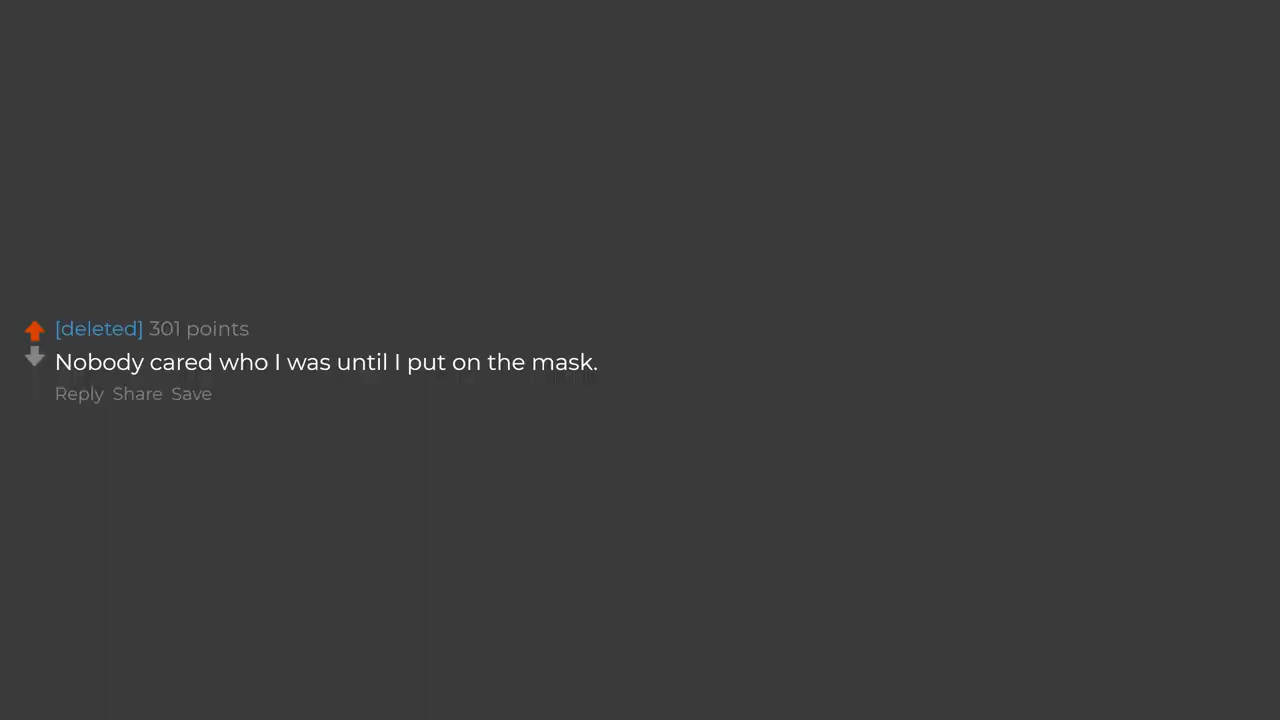 [deleted] 301 points
Nobody cared who I was until I put on the mask.
Reply Share Save